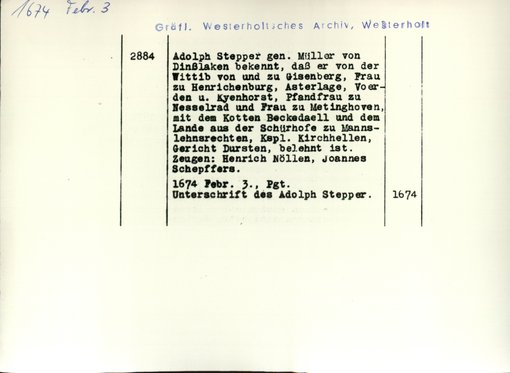 1674 Febr. 3
Gräfl. Westerholtsches Archiv, Westerholt
2884 Adolph Stepper gen. Müller von
Dinßlaken bekennt, daß er von der
Wittib von und zu Gisenberg, Frau
zu Henrichenburg, Asterlage, Voer-
den u. Kyenhorst, Pfandfrau zu
Hesselrad und Frau zu Metinghoven,
mit dem Kotten Beckedaell und dem
Lande aus der Schürhofe zu Manns-
lehnsrechten, Kspl. Kirchhellen,
Gericht Dursten, belehnt ist.
Zeugen: Henrich Nöllen, Joannes
Schepffers.
1674 Febr. 3., Pgt.
Unterschrift des Adolph Stepper. 1674